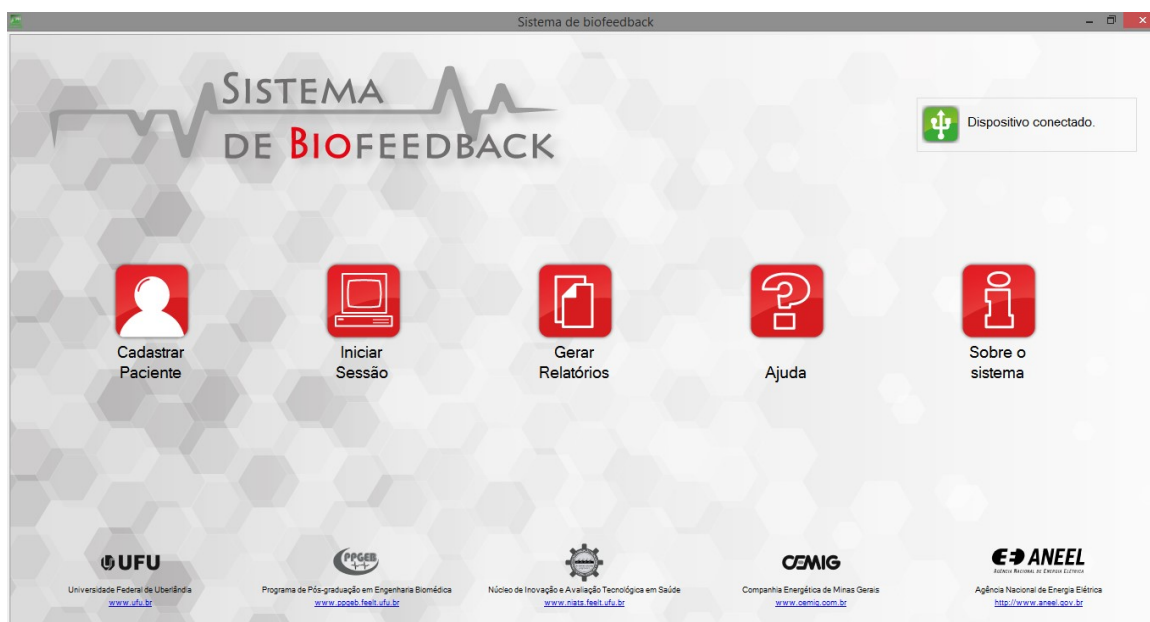 Sistema de biofeedback
SISTEMA
DE BIOFEEDBACK
Dispositivo conectado.
Cadastrar
Paciente
Iniciar
Sessão
Gerar
Relatórios
Ajuda
Sobre o
sistema
UFU
Universidade Federal de Uberlândia
www.ufu.br
PPGEB
Programa de Pós-graduação em Engenharia Biomédica
www.ppgeb.feelt.ufu.br
Núcleo de Inovação e Avaliação Tecnológica em Saúde
www.niats.feelt.ufu.br
CEMIG
Companhia Energética de Minas Gerais
www.cemig.com.br
ANEEL
AGÊNCIA NACIONAL DE ENERGIA ELÉTRICA
Agência Nacional de Energia Elétrica
http://www.aneel.gov.br